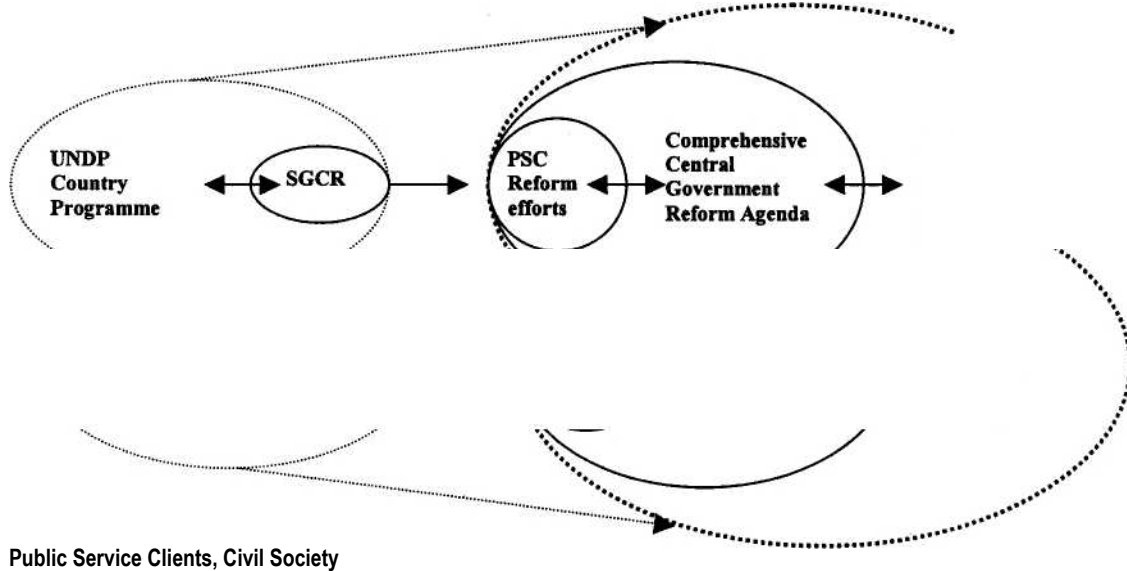 UNDP
Country
Programme
SGCR
PSC
Reform
efforts
Comprehensive
Central
Government
Reform Agenda
Public Service Clients, Civil Society